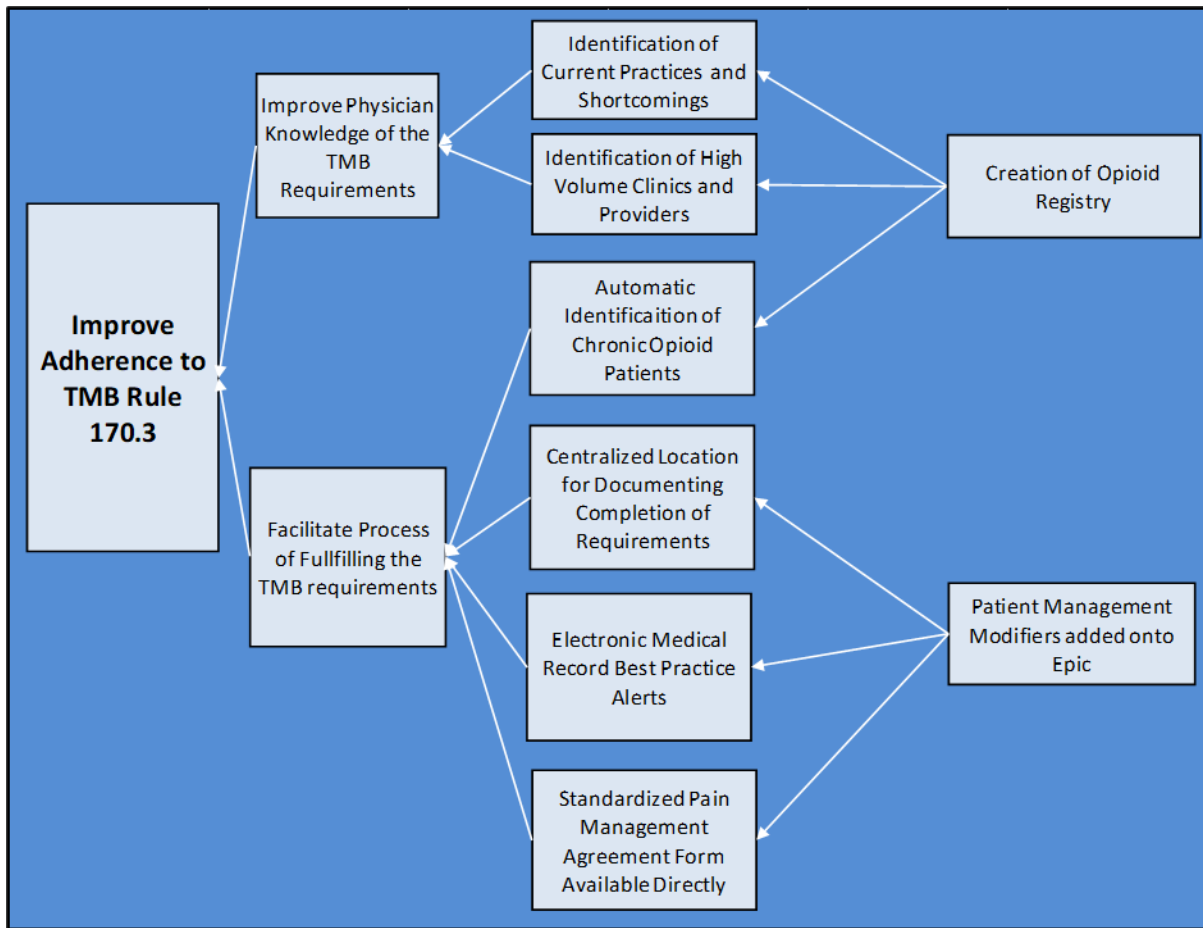 Improve
Adherence to
TMB Rule
170.3
Improve Physician
Knowledge of the
TMB
Requirements
Facilitate Process
of Fullfilling the
TMB requirements
Identification of
Current Practices and
Shortcomings
Identification of High
Volume Clinics and
Providers
Automatic
Identificaition of
Chronic Opioid
Patients
Centralized Location
for Documenting
Completion of
Requirements
Electronic Medical
Record Best Practice
Alerts
Standardized Pain
Management
Agreement Form
Available Directly
Creation of Opioid
Registry
Patient Management
Modifiers added onto
Epic